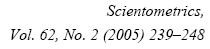 Scientometrics,
Vol. 62, No. 2 (2005) 239–248